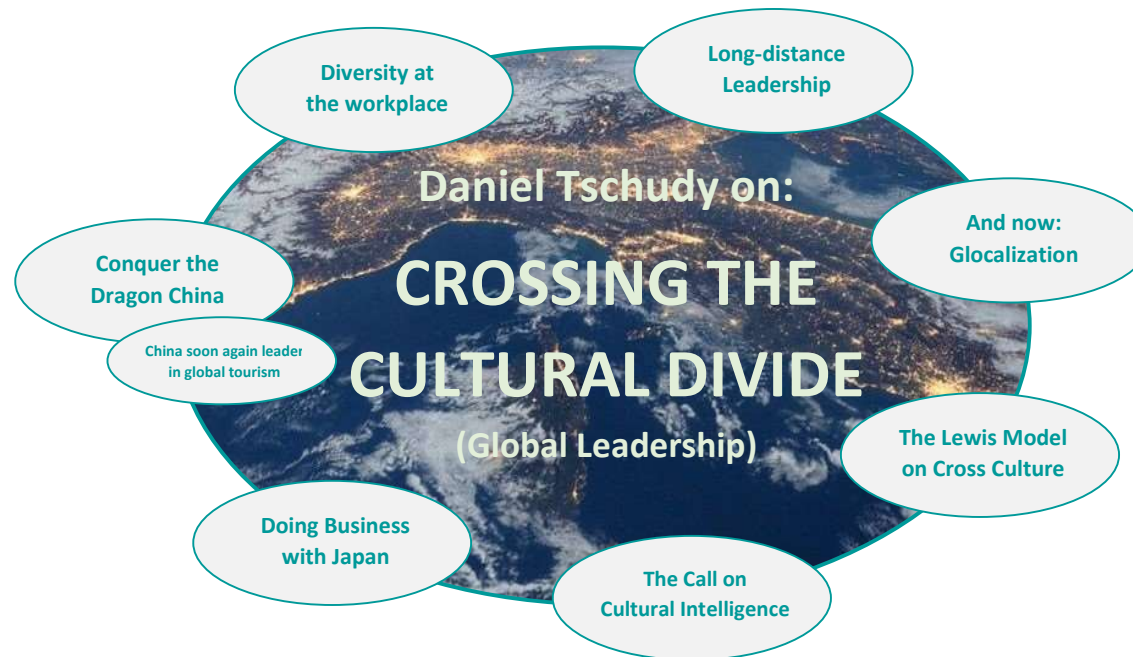 Diversity at
the workplace
Long-distance
Leadership
Daniel Tschudy on:
And now:
Glocalization
Conquer the
Dragon China
CROSSING THE
China soon again leader
in global tourism
CULTURAL DIVIDE
(Global Leadership)
The Lewis Model
on Cross Culture
Doing Business
with Japan
The Call on
Cultural Intelligence